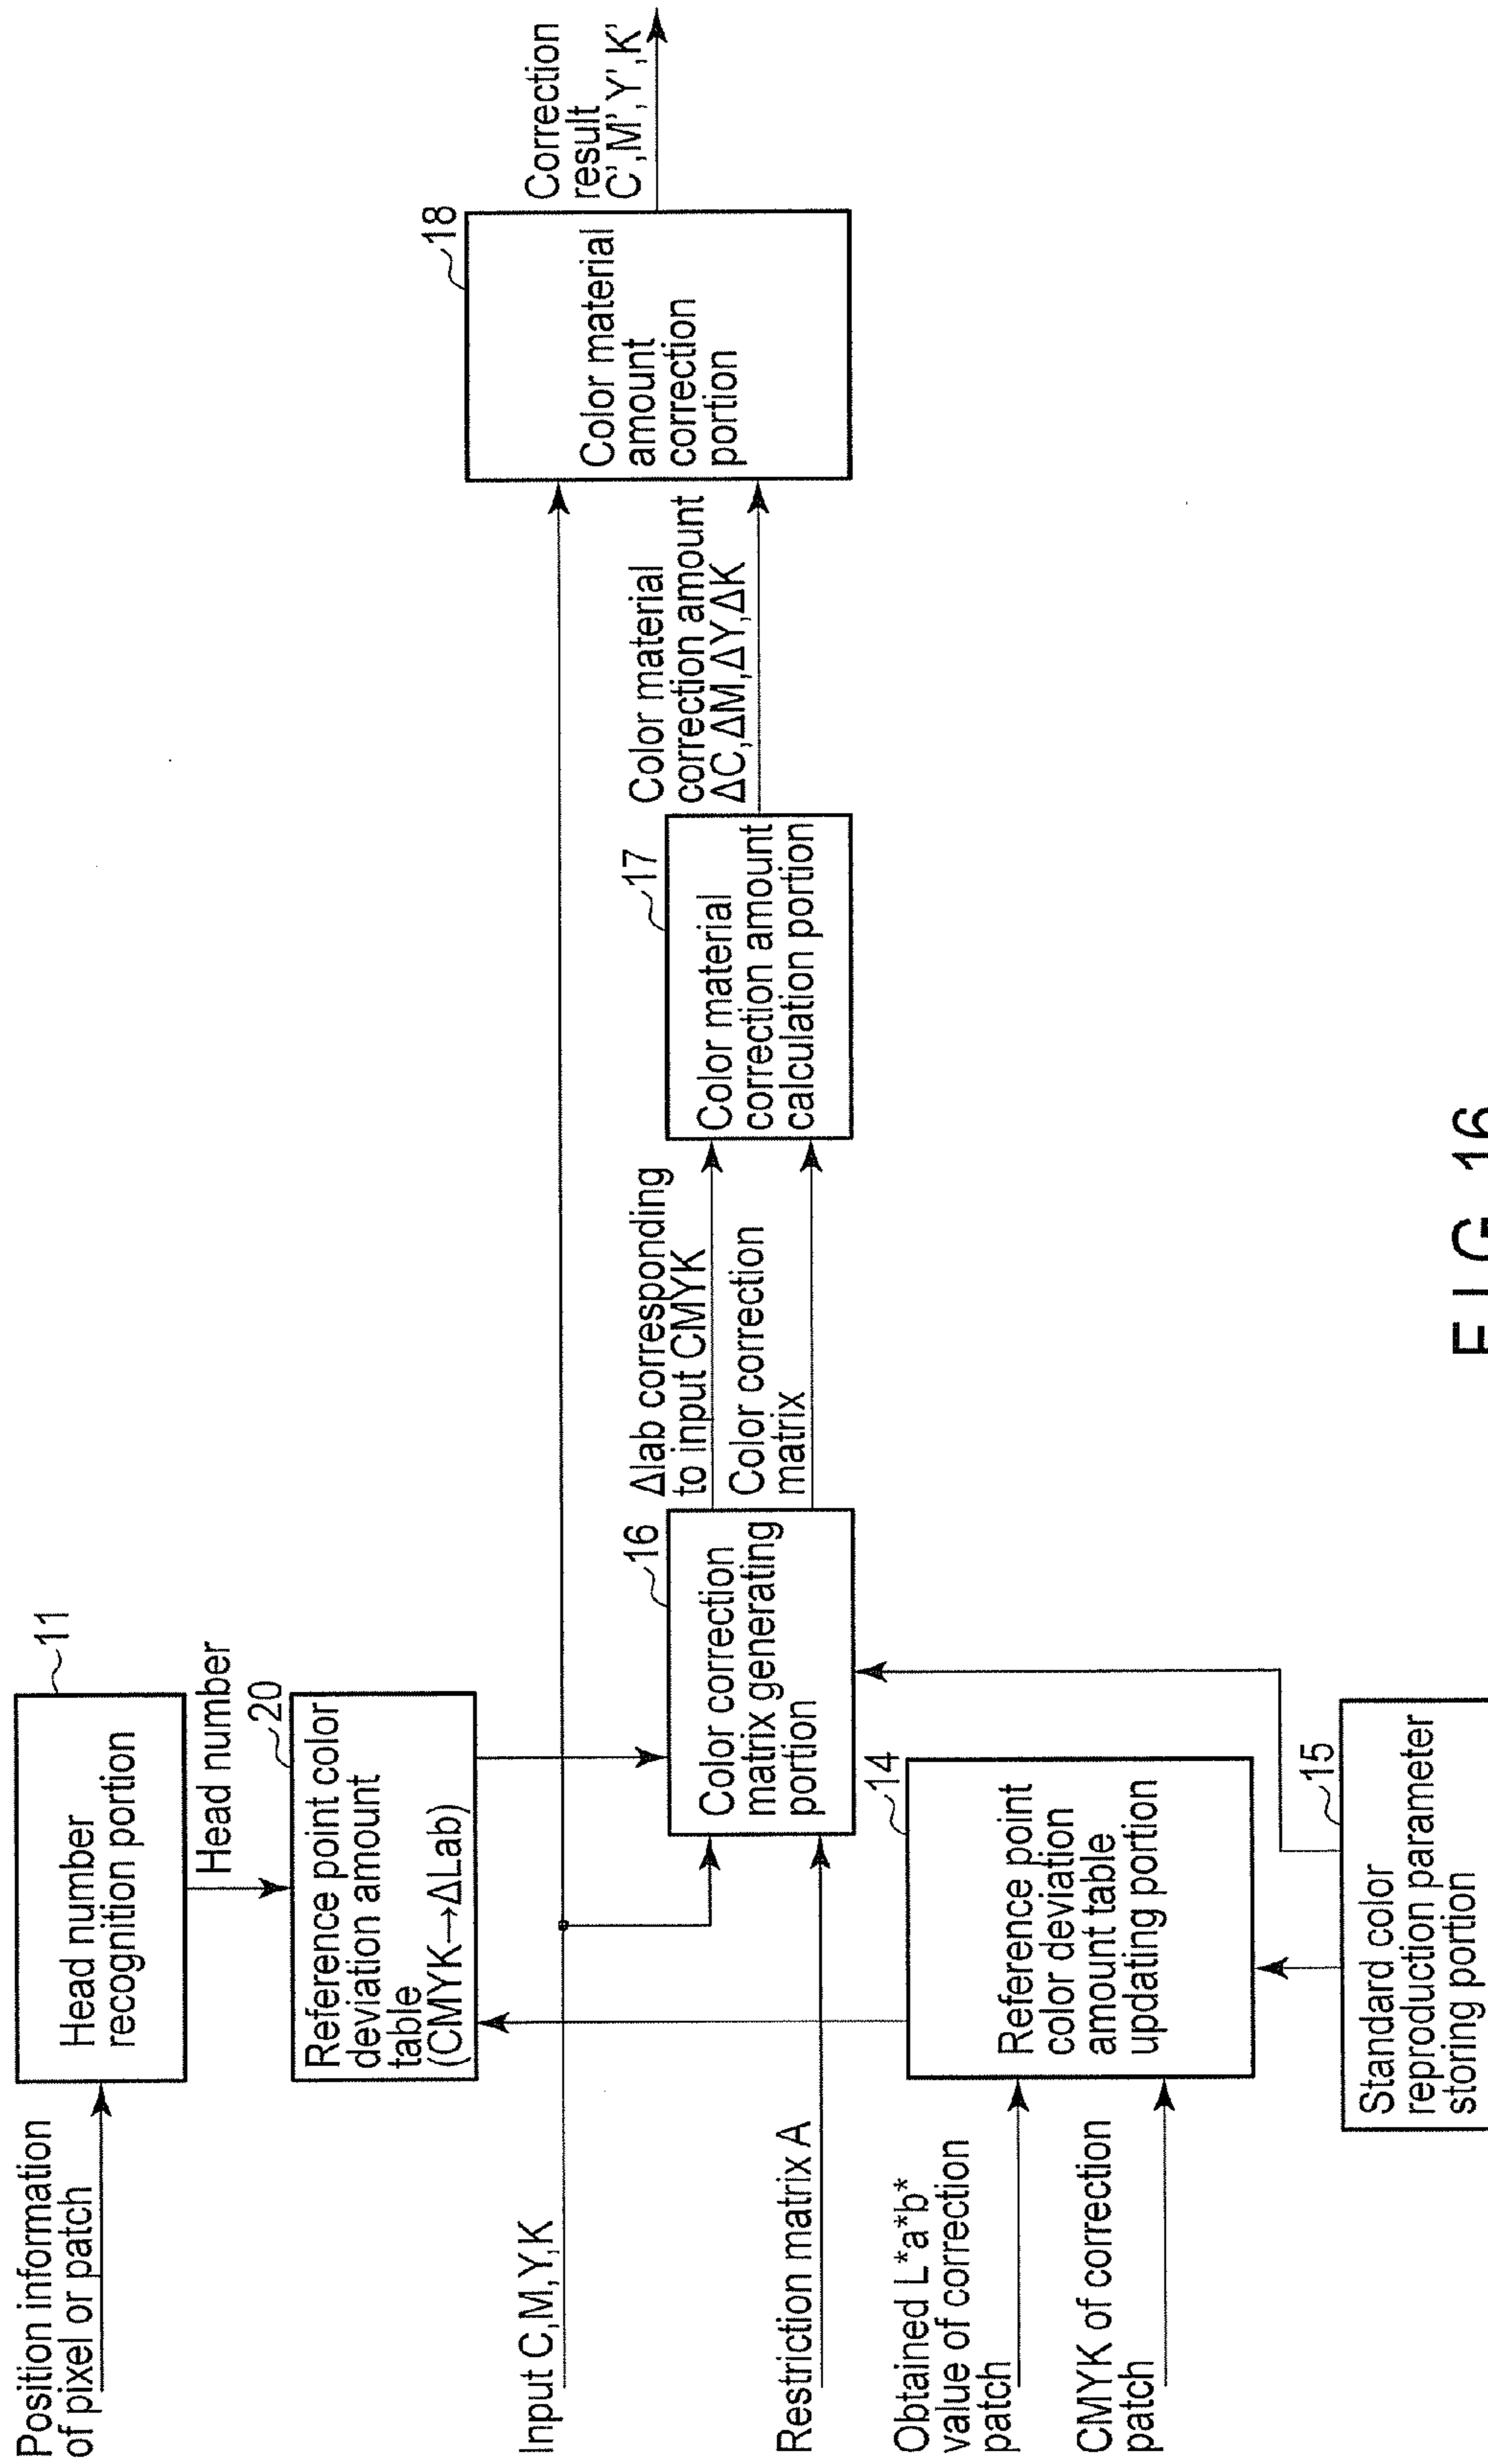 Position information
of pixel or patch
11
Head number
recognition portion
Head number
20
Reference point color
deviation amount
table
(CMYK→ΔLab)
Input C,M,Y,K
Restriction matrix A
16
Color correction
matrix generating
portion
Δlab corresponding
to input CMYK
Color correction
matrix
17
Color material
correction amount
calculation portion
Color material
correction amount
ΔC,ΔM,ΔY,ΔK
18
Color material
amount
correction
portion
Correction
result
C',M',Y',K'
Obtained L*a*b*
value of correction
patch
CMYK of correction
patch
14
Reference point
color deviation
amount table
updating portion
15
Standard color
reproduction parameter
storing portion
FIG. 16